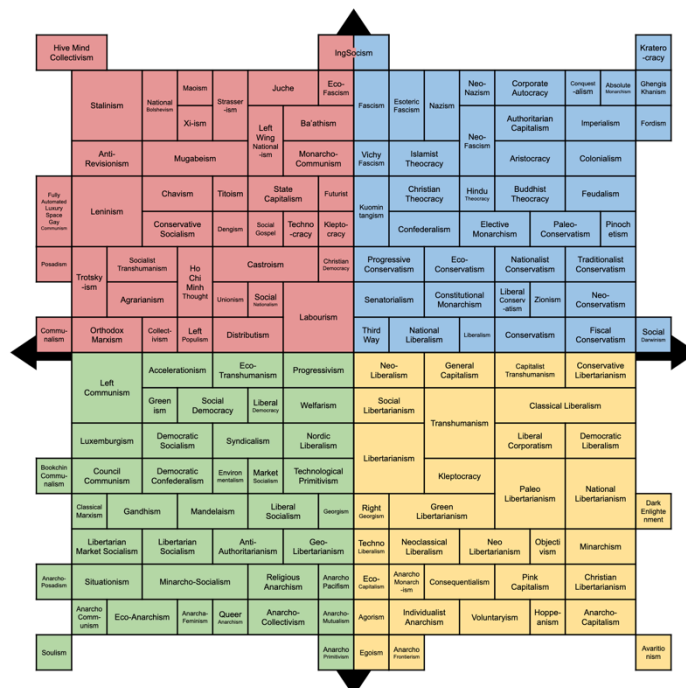 Hive Mind
Collectivism
IngSocism
Kratero
-cracy
Stalinism
National
Bolshevism
Maoism
Strasser-
-ism
Juche
Eco-
Fascism
Fascism
Esoteric
Fascism
Nazism
Neo-
Nazism
Corporate
Autocracy
Conquest
-alism
Absolute
Monarchism
Ghengis
Khanism
Xi-ism
Left
Wing
National
-ism
Ba'athism
Neo-
Fascism
Authoritarian
Capitalism
Imperialism
Fordism
Anti-
Revisionism
Mugabeism
Monarcho-
Communism
Vichy
Fascism
Islamist
Theocracy
Aristocracy
Colonialism
Fully
Automated
Luxury
Space
Gay
Communism
Leninism
Chavism
Titoism
State
Capitalism
Futurist
Kuomin
tangism
Christian
Theocracy
Hindu
Theocracy
Buddhist
Theocracy
Feudalism
Conservative
Socialism
Dengism
Social
Gospel
Techno
-cracy
Klepto-
cracy
Confederalism
Elective
Monarchism
Paleo-
Conservatism
Pinoch
etism
Posadism
Trotsky-
ism
Socialist
Transhumanism
Ho
Chi
Minh
Thought
Castroism
Christian
Democracy
Progressive
Conservatism
Eco-
Conservatism
Nationalist
Conservatism
Traditionalist
Conservatism
Agrarianism
Unionism
Social
Nationalism
Labourism
Senatorialism
Constitutional
Monarchism
Liberal
Conserv
-atism
Zionism
Neo-
Conservatism
Commu-
nalism
Orthodox
Marxism
Collect-
ivism
Left
Populism
Distributism
Third
Way
National
Liberalism
Liberalism
Conservatism
Fiscal
Conservatism
Social
Darwinism
Left
Communism
Accelerationism
Eco-
Transhumanism
Progressivism
Neo-
Liberalism
General
Capitalism
Capitalist
Transhumanism
Conservative
Libertarianism
Green
ism
Social
Democracy
Liberal
Democracy
Welfarism
Social
Libertarianism
Transhumanism
Classical Liberalism
Luxemburgism
Democratic
Socialism
Syndicalism
Nordic
Liberalism
Libertarianism
Liberal
Corporatism
Democratic
Liberalism
Bookchin
Commu-
nalism
Council
Communism
Democratic
Confederalism
Environ
mentalism
Market
Socialism
Technological
Primitivism
Kleptocracy
Paleo
Libertarianism
National
Libertarianism
Classical
Marxism
Gandhism
Mandelaism
Liberal
Socialism
Georgism
Right
Georgism
Green
Libertarianism
Dark
Enlighte
nment
Libertarian
Market Socialism
Libertarian
Socialism
Anti-
Authoritarianism
Geo-
Libertarianism
Techno
Liberalism
Neoclassical
Liberalism
Neo
Libertarianism
Objecti
vism
Minarchism
Anarcho-
Posadism
Situationism
Minarcho-Socialism
Religious
Anarchism
Anarcho
Pacifism
Eco-
Capitalism
Anarcho
Monarch
-ism
Consequentialism
Pink
Capitalism
Christian
Libertarianism
Anarcho
Comm-
unism
Eco-Anarchism
Anarcha-
Feminism
Queer
Anarchism
Anarcho-
Collectivism
Anarcho-
Mutualism
Agorism
Individualist
Anarchism
Voluntaryism
Hoppe-
anism
Anarcho-
Capitalism
Soulism
Anarcho
Primitivism
Egoism
Anarcho
Frontierism
Avariti
onism